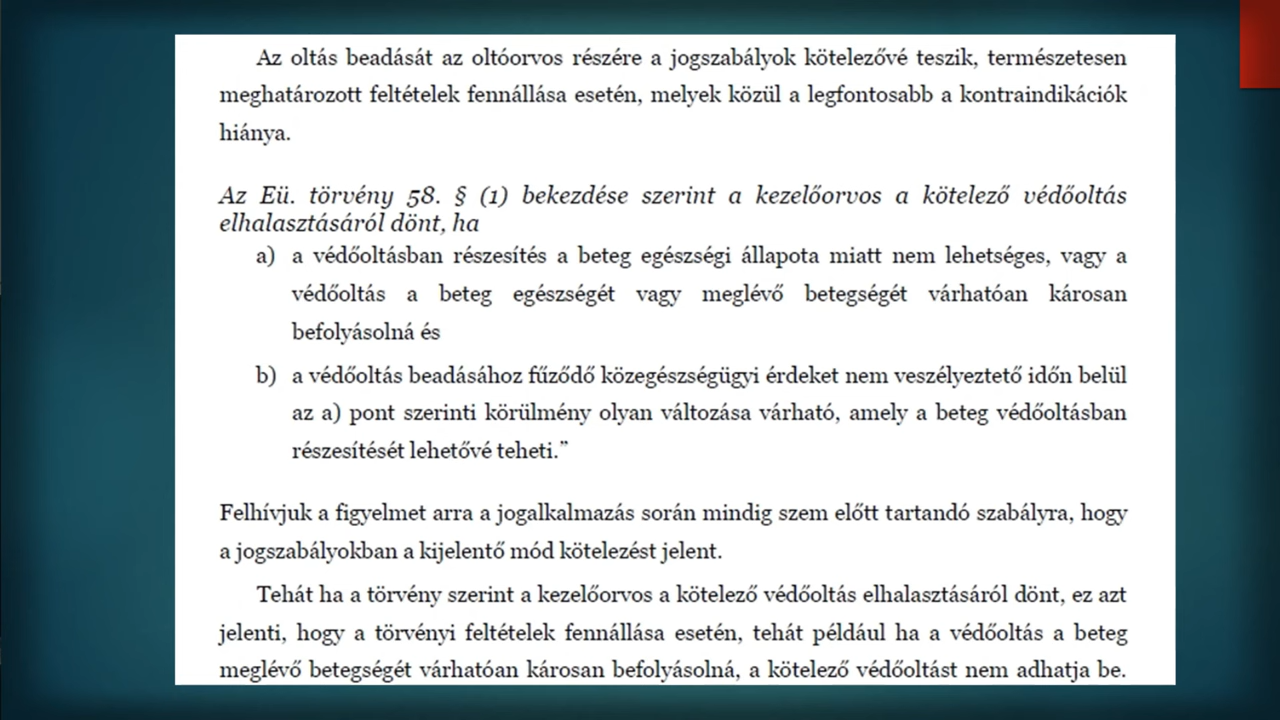 Az oltás beadását az oltóorvos részére a jogszabályok kötelezővé teszik, természetesen
meghatározott feltételek fennállása esetén, melyek közül a legfontosabb a kontraindikációk
hiánya.
Az Eü. törvény 58. § (1) bekezdése szerint a kezelőorvos a kötelező védőoltás
elhalasztásáról dönt, ha
a) a védőoltásban részesítés a beteg egészségi állapota miatt nem lehetséges, vagy a
védőoltás a beteg egészségét vagy meglévő betegségét várhatóan károsan
befolyásolná és
b) a védőoltás beadásához fűződő közegészségügyi érdeket nem veszélyeztető időn belül
az a) pont szerinti körülmény olyan változása várható, amely a beteg védőoltásban
részesítését lehetővé teheti.”
Felhívjuk a figyelmet arra a jogalkalmazás során mindig szem előtt tartandó szabályra, hogy
a jogszabályokban a kijelentő mód kötelezést jelent.
Tehát ha a törvény szerint a kezelőorvos a kötelező védőoltás elhalasztásáról dönt, ez azt
jelenti, hogy a törvényi feltételek fennállása esetén, tehát például ha a védőoltás a beteg
meglévő betegségét várhatóan károsan befolyásolná, a kötelező védőoltást nem adhatja be.